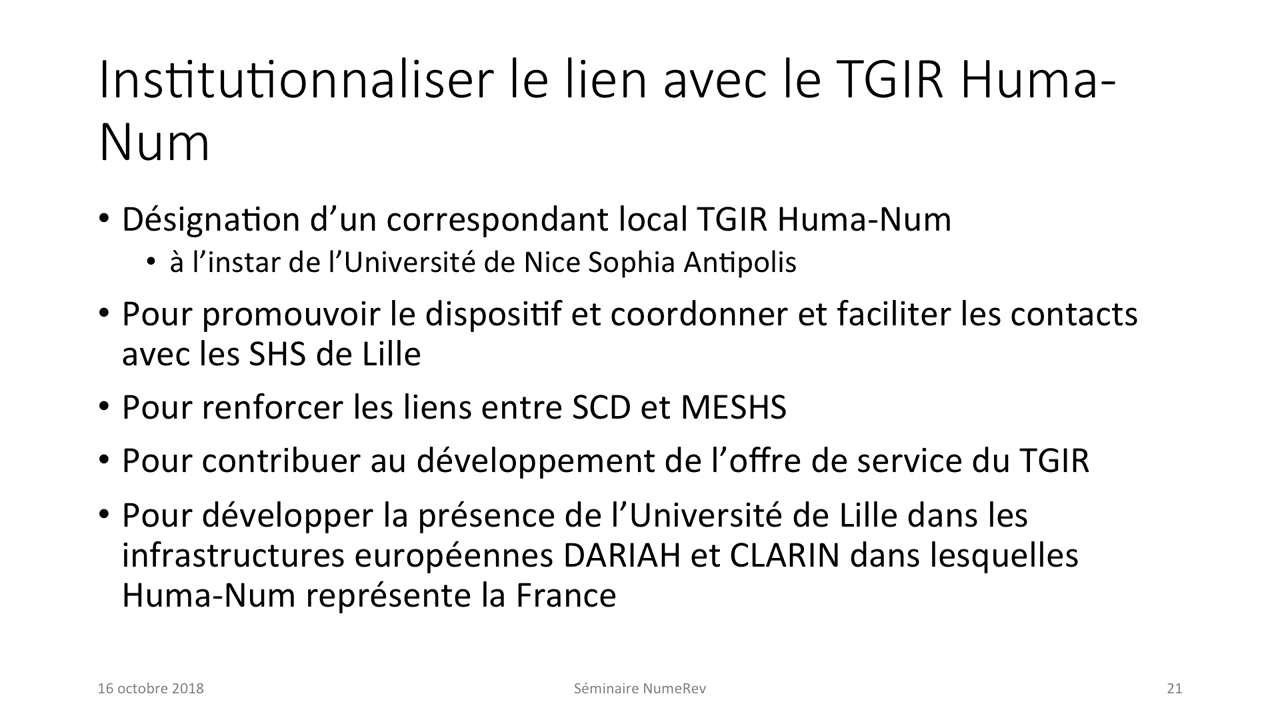 Institutionnaliser le lien avec le TGIR Huma-
Num
• Désignation d’un correspondant local TGIR Huma-Num
• à l’instar de l’Université de Nice Sophia Antipolis
• Pour promouvoir le dispositif et coordonner et faciliter les contacts
avec les SHS de Lille
• Pour renforcer les liens entre SCD et MESHS
• Pour contribuer au développement de l’offre de service du TGIR
• Pour développer la présence de l’Université de Lille dans les
infrastructures européennes DARIAH et CLARIN dans lesquelles
Huma-Num représente la France
16 octobre 2018
Séminaire NumeRev
21